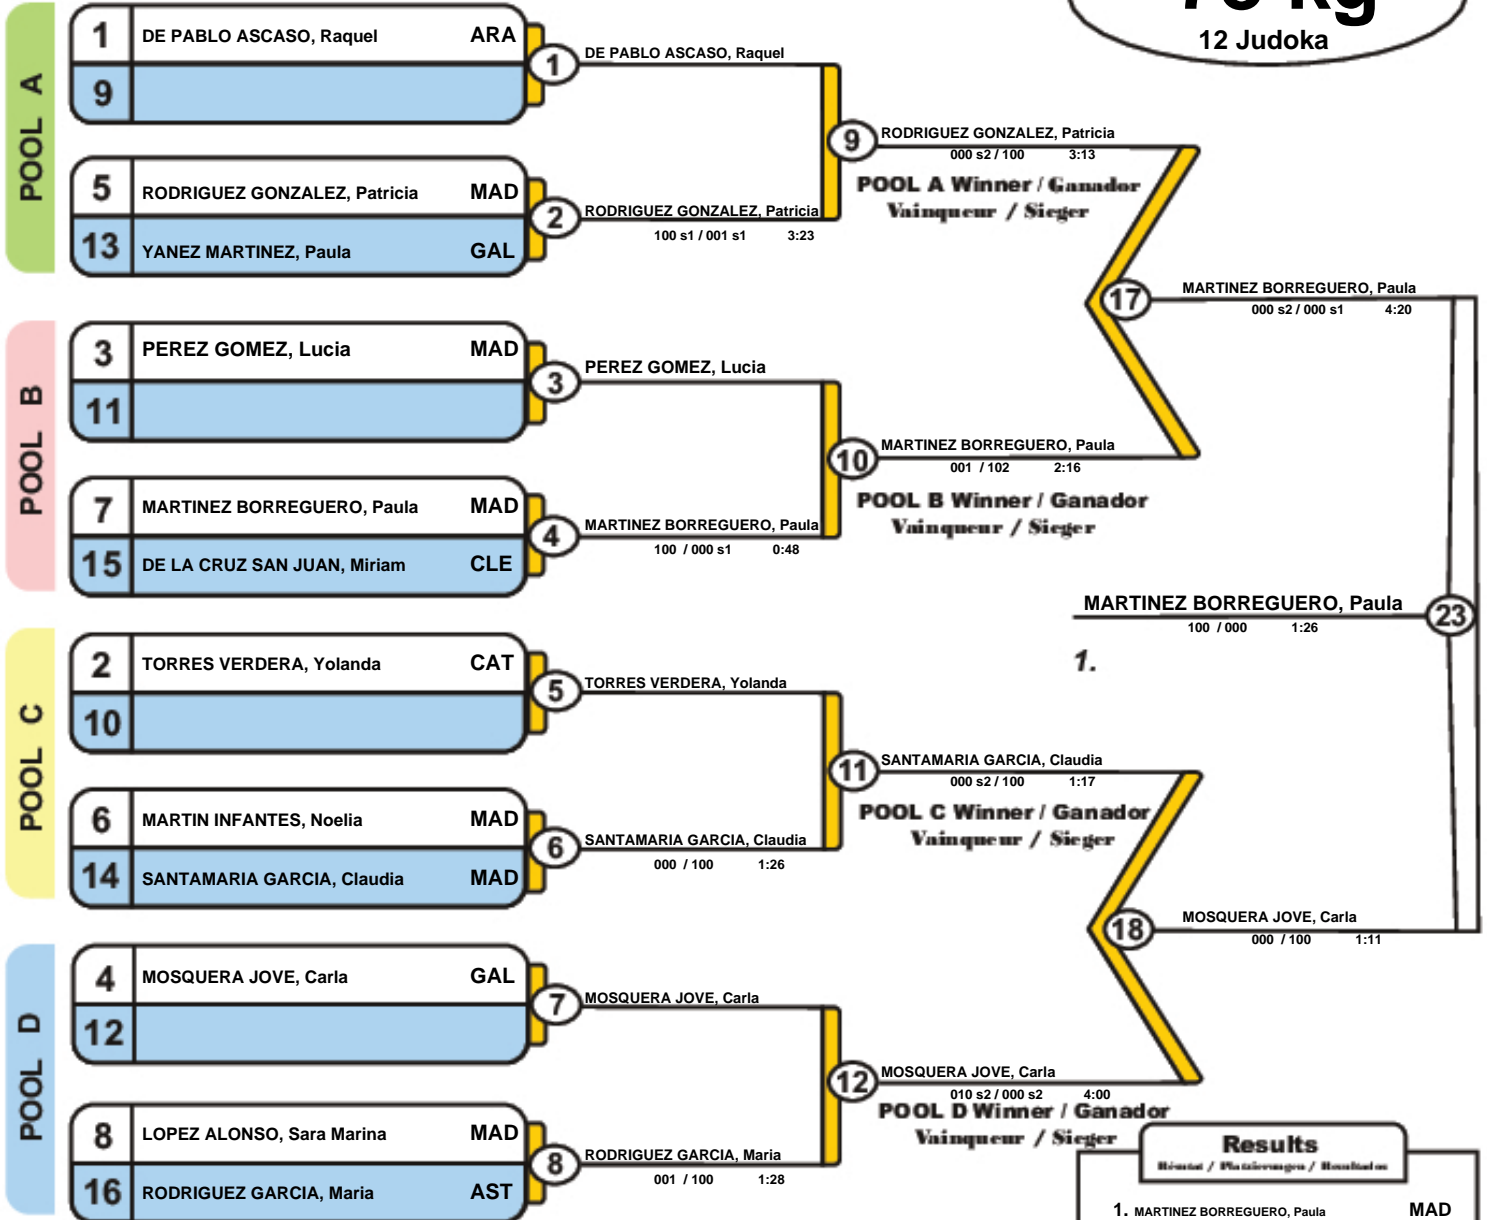 70 kg
12 Judoka
POOL A
1 DE PABLO ASCASO, Raquel ARA
9
1 DE PABLO ASCASO, Raquel
5 RODRIGUEZ GONZALEZ, Patricia MAD
13 YANEZ MARTINEZ, Paula GAL
2 RODRIGUEZ GONZALEZ, Patricia
100 s1 / 001 s1 3:23
9 RODRIGUEZ GONZALEZ, Patricia
000 s2 / 100 3:13
POOL A Winner / Ganador
Vainqueur / Sieger
POOL B
3 PEREZ GOMEZ, Lucia MAD
11
3 PEREZ GOMEZ, Lucia
7 MARTINEZ BORREGUERO, Paula MAD
15 DE LA CRUZ SAN JUAN, Miriam CLE
4 MARTINEZ BORREGUERO, Paula
100 / 000 s1 0:48
10 MARTINEZ BORREGUERO, Paula
001 / 102 2:16
POOL B Winner / Ganador
Vainqueur / Sieger
17 MARTINEZ BORREGUERO, Paula
000 s2 / 000 s1 4:20
MARTINEZ BORREGUERO, Paula 23
100 / 000 1:26
1.
POOL C
2 TORRES VERDERA, Yolanda CAT
10
5 TORRES VERDERA, Yolanda
6 MARTIN INFANTES, Noelia MAD
14 SANTAMARIA GARCIA, Claudia MAD
6 SANTAMARIA GARCIA, Claudia
000 / 100 1:26
11 SANTAMARIA GARCIA, Claudia
000 s2 / 100 1:17
POOL C Winner / Ganador
Vainqueur / Sieger
18 MOSQUERA JOVE, Carla
000 / 100 1:11
POOL D
4 MOSQUERA JOVE, Carla GAL
12
7 MOSQUERA JOVE, Carla
8 LOPEZ ALONSO, Sara Marina MAD
16 RODRIGUEZ GARCIA, Maria AST
8 RODRIGUEZ GARCIA, Maria
001 / 100 1:28
12 MOSQUERA JOVE, Carla
010 s2 / 000 s2 4:00
POOL D Winner / Ganador
Vainqueur / Sieger
Results
/ Platzierungen / Resultados
1. MARTINEZ BORREGUERO, Paula MAD